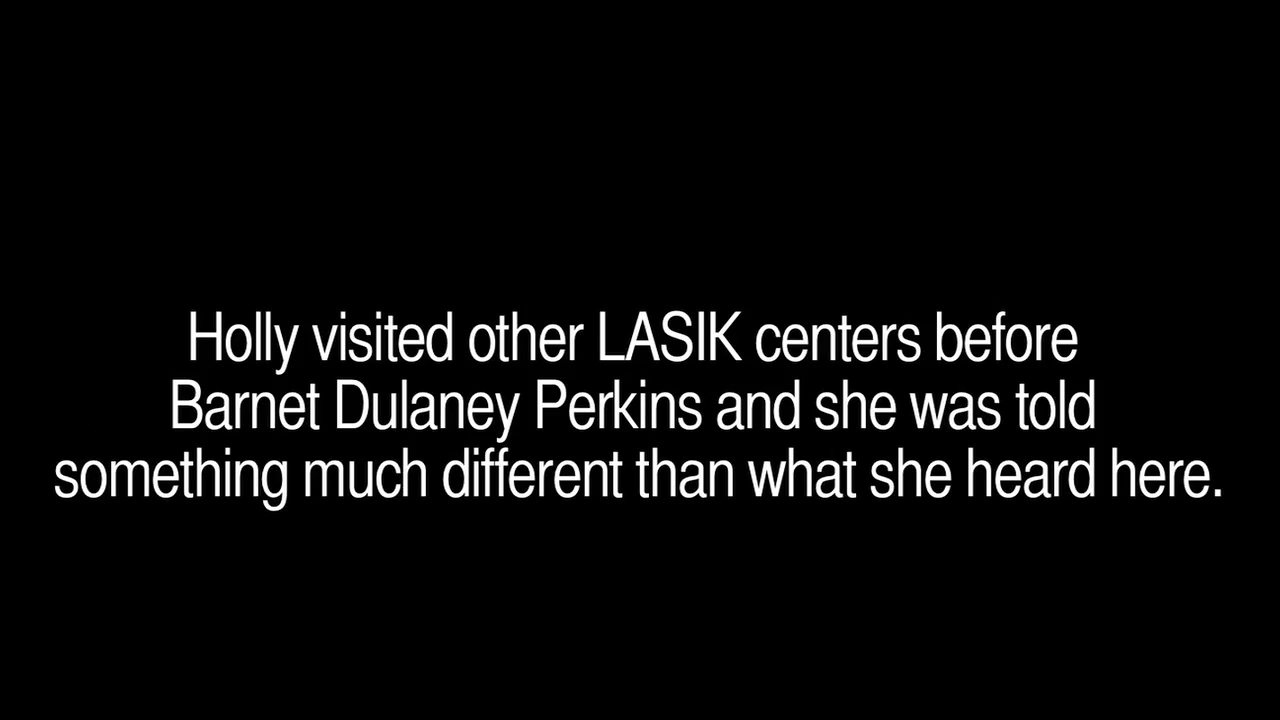 Holly visited other LASIK centers before
Barnet Dulaney Perkins and she was told
something much different than what she heard here.